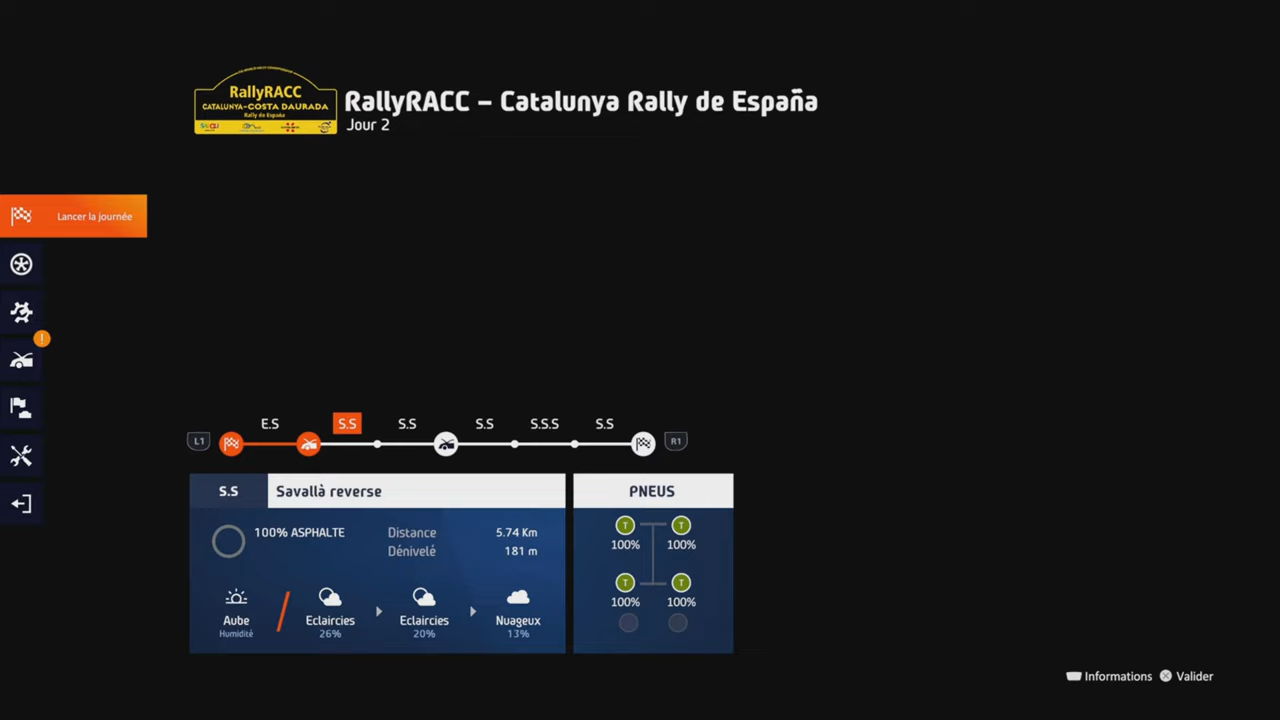 RallyRACC
CATALUNYA-COSTA DAURADA
Rally de España
RallyRACC – Catalunya Rally de España
Jour 2
Lancer la journée
!
E.S S.S S.S S.S S.S.S S.S
L1 R1
S.S Savallà reverse
PNEUS
100% ASPHALTE
Distance 5.74 Km
Dénivelé 181 m
T T
100% 100%
T T
100% 100%
Aube Eclaircies Eclaircies Nuageux
Humidité 26% 20% 13%
Informations Valider